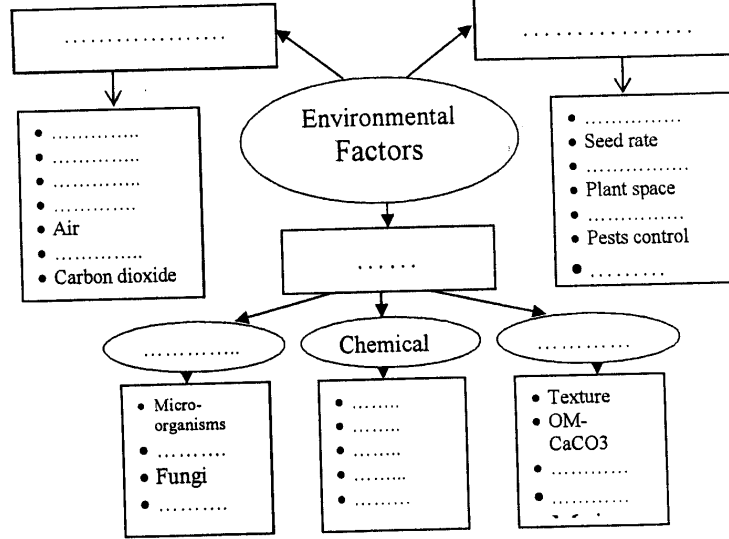 ………………
………………
Environmental
Factors
• …………..
• …………..
• …………..
• ………….
• Air
• …………..
• Carbon dioxide
• ……………
• Seed rate
• …………….
• Plant space
• …………….
• Pests control
• ………
……
…………..
Chemical
…………
• Micro-
organisms
• ……….
• Fungi
• ……….
• ……..
• ……..
• ……..
• ……...
• ……….
• Texture
• OM-
CaCO3
• …………
• …………